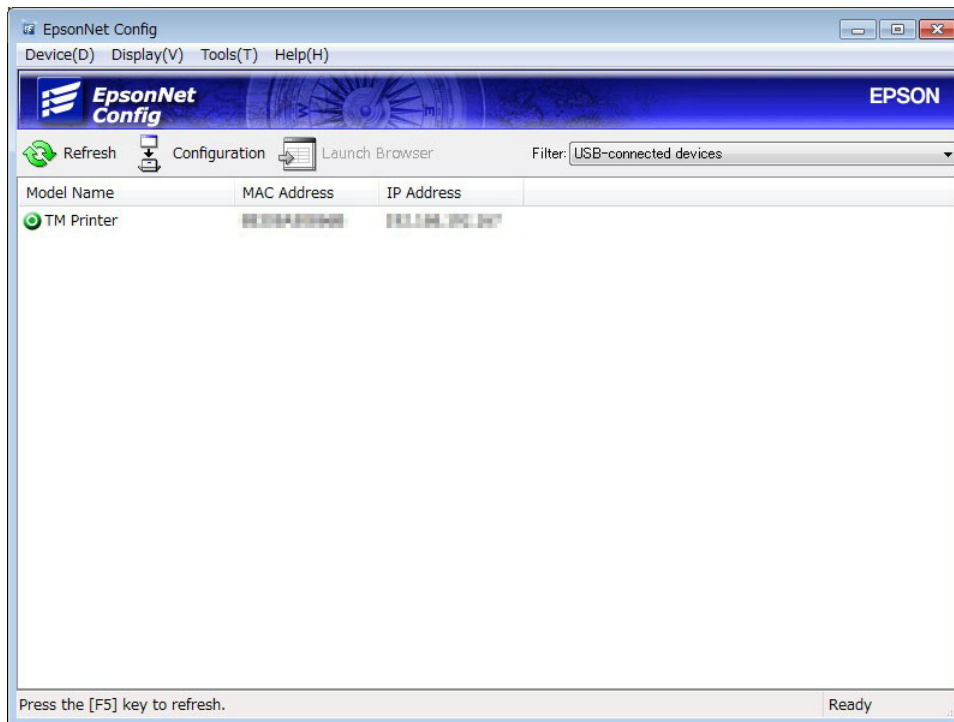 EpsonNet Config
Device(D) Display(V) Tools(T) Help(H)
EpsonNet
Config
EPSON
Refresh Configuration Launch Browser Filter: USB-connected devices
Model Name MAC Address IP Address
TM Printer
Press the [F5] key to refresh. Ready